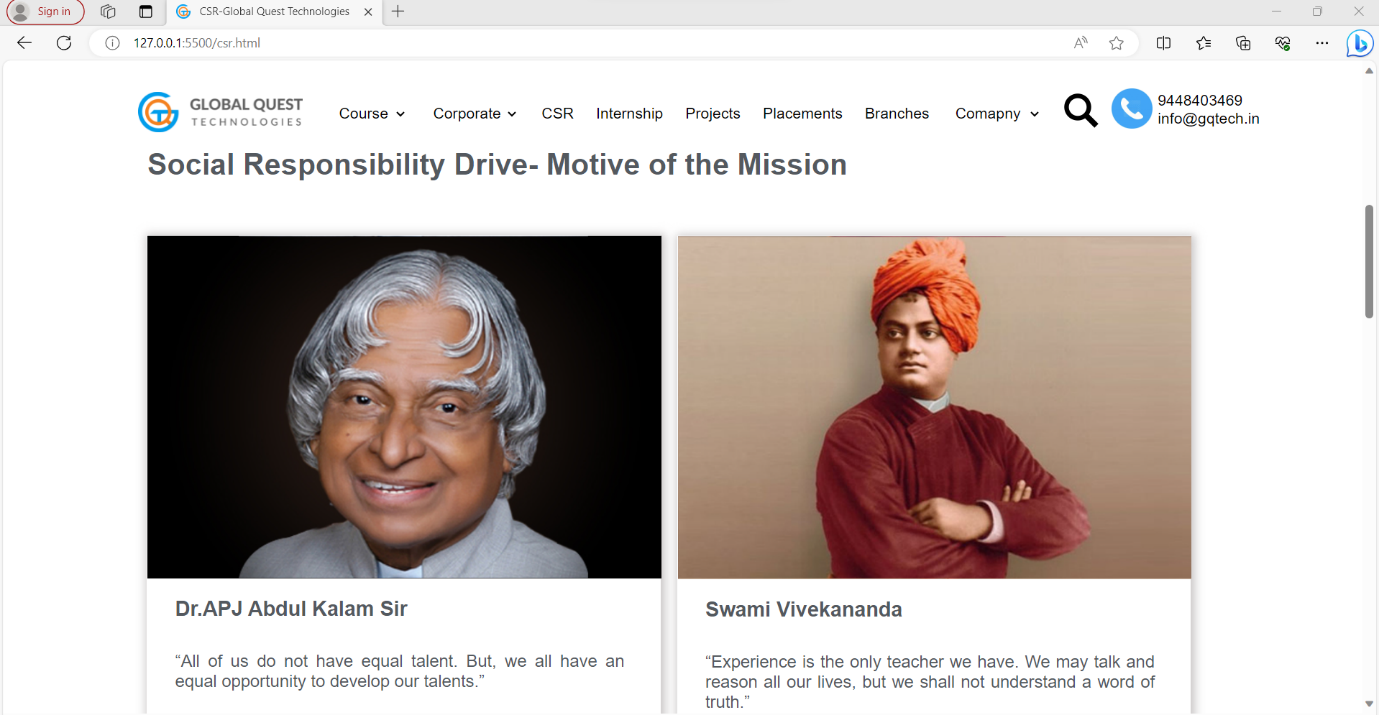 Sign in
CSR-Global Quest Technologies
127.0.0.1:5500/csr.html
GLOBAL QUEST
TECHNOLOGIES
Course
Corporate
CSR
Internship
Projects
Placements
Branches
Comapny
9448403469
info@gqtech.in
Social Responsibility Drive- Motive of the Mission
Dr.APJ Abdul Kalam Sir
“All of us do not have equal talent. But, we all have an
equal opportunity to develop our talents.”
Swami Vivekananda
“Experience is the only teacher we have. We may talk and
reason all our lives, but we shall not understand a word of
truth.”